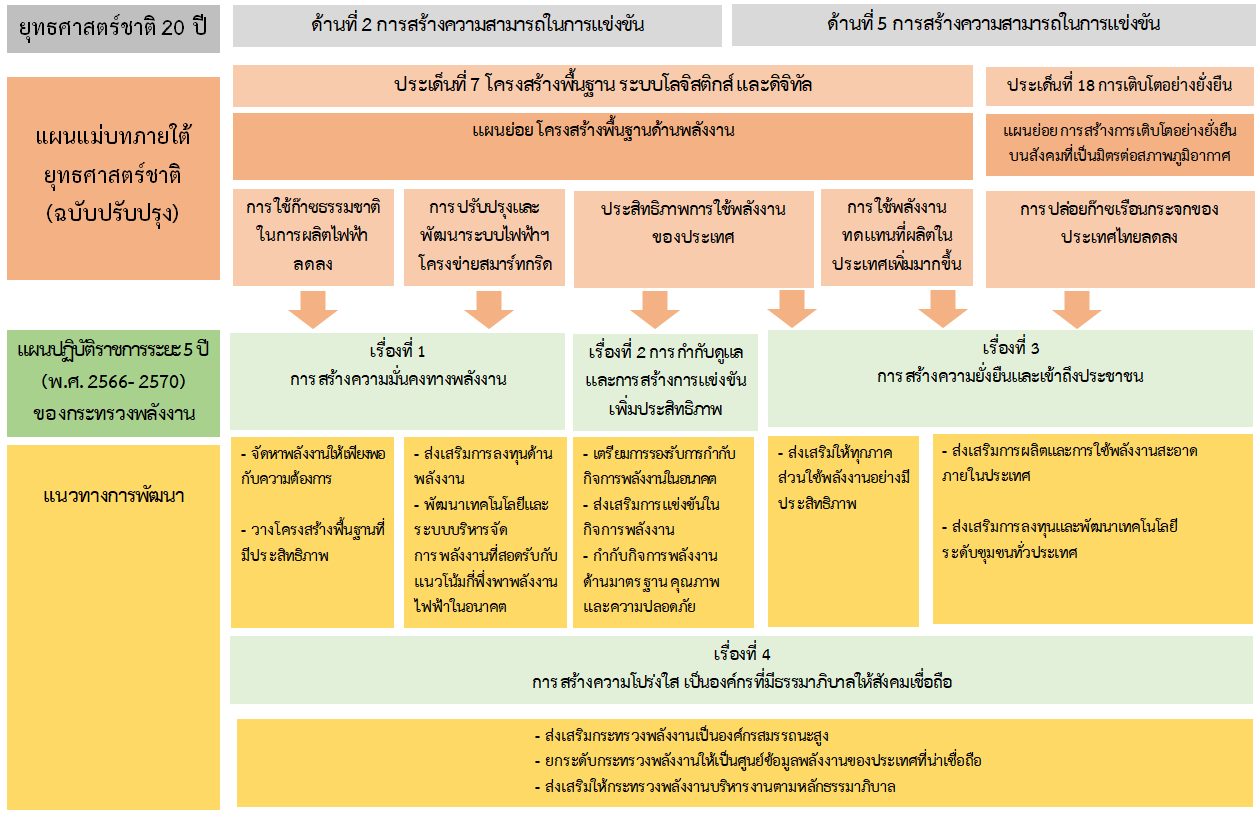 ยุทธศาสตร์ชาติ 20 ปี
ด้านที่ 2 การสร้างความสามารถในการแข่งขัน
ด้านที่ 5 การสร้างความสามารถในการแข่งขัน
แผนแม่บทภายใต้
ยุทธศาสตร์ชาติ
(ฉบับปรับปรุง)
ประเด็นที่ 7 โครงสร้างพื้นฐาน ระบบโลจิสติกส์ และดิจิทัล
ประเด็นที่ 18 การเติบโตอย่างยั่งยืน
แผนย่อย โครงสร้างพื้นฐานด้านพลังงาน
แผนย่อย การสร้างการเติบโตอย่างยั่งยืน
บนสังคมที่เป็นมิตรต่อสภาพภูมิอากาศ
การใช้ก๊าซธรรมชาติ
ในการผลิตไฟฟ้า
ลดลง
การปรับปรุงและ
พัฒนาระบบไฟฟ้าฯ
โครงข่ายสมาร์ทกริด
ประสิทธิภาพการใช้พลังงาน
ของประเทศ
การใช้พลังงาน
ทดแทนที่ผลิตใน
ประเทศเพิ่มมากขึ้น
การปล่อยก๊าซเรือนกระจกของ
ประเทศไทยลดลง
แผนปฏิบัติราชการระยะ 5 ปี
(พ.ศ. 2566- 2570)
ของกระทรวงพลังงาน
เรื่องที่ 1
การสร้างความมั่นคงทางพลังงาน
เรื่องที่ 2 การกำกับดูแล
และการสร้างการแข่งขัน
เพิ่มประสิทธิภาพ
เรื่องที่ 3
การสร้างความยั่งยืนและเข้าถึงประชาชน
แนวทางการพัฒนา
- จัดหาพลังงานให้เพียงพอ
กับความต้องการ
- วางโครงสร้างพื้นฐานที่
มีประสิทธิภาพ
- ส่งเสริมการลงทุนด้าน
พลังงาน
- พัฒนาเทคโนโลยีและ
ระบบบริหารจัด
การพลังงานที่สอดรับกับ
แนวโน้มกี่พึ่งพาพลังงาน
ไฟฟ้าในอนาคต
- เตรียมการรองรับการกำกับ
กิจการพลังงานในอนาคต
- ส่งเสริมการแข่งขันใน
กิจการพลังงาน
- กำกับกิจการพลังงาน
ด้านมาตรฐาน คุณภาพ
และความปลอดภัย
- ส่งเสริมให้ทุกภาค
ส่วนใช้พลังงานอย่างมี
ประสิทธิภาพ
- ส่งเสริมการผลิตและการใช้พลังงานสะอาด
ภายในประเทศ
- ส่งเสริมการลงทุนและพัฒนาเทคโนโลยี
ระดับชุมชนทั่วประเทศ
เรื่องที่ 4
การสร้างความโปร่งใส เป็นองค์กรที่มีธรรมาภิบาลให้สังคมเชื่อถือ
- ส่งเสริมกระทรวงพลังงานเป็นองค์กรสมรรถนะสูง
- ยกระดับกระทรวงพลังงานให้เป็นศูนย์ข้อมูลพลังงานของประเทศที่น่าเชื่อถือ
- ส่งเสริมให้กระทรวงพลังงานบริหารงานตามหลักธรรมาภิบาล